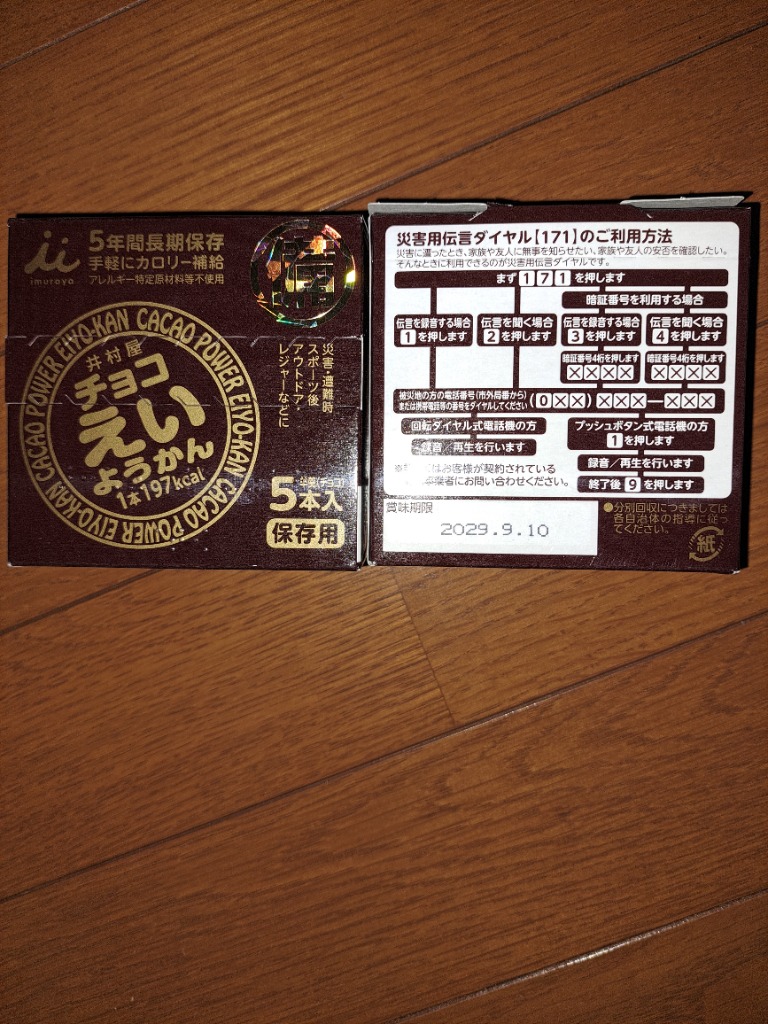 imuraya
5年間長期保存
手軽にカロリー補給
アレルギー特定原材料等不使用
CACAO POWER EIYO-KAN CACAO POWER EIYO-KAN CACAO POWER EIYO-KAN
井村屋
チョコ
えい
ようかん
1本197kcal
災害・遭難時
スポーツ後
アウトドア・
レジャーなどに
5本入
保存用
災害用伝言ダイヤル【171】のご利用方法
災害に遭ったとき、家族や友人に無事を知らせたい、家族や友人の安否を確認したい。
そんなときに利用できるのが災害用伝言ダイヤルです。
まず171を押します
暗証番号を利用する場合
伝言を録音する場合 1を押します
伝言を聞く場合 2を押します
伝言を録音する場合 3を押します
伝言を聞く場合 4を押します
暗証番号4桁を押します XXXX
暗証番号4桁を押します XXXX
被災地の方の電話番号(市外局番から)
または携帯電話等の番号をダイヤルしてください
(0XX)XXX―XXX
回転ダイヤル式電話機の方
録音/再生を行います
プッシュボタン式電話機の方
1を押します
録音/再生を行います
終了後9を押します
はお客様が契約されている
業者にお問い合わせください。
賞味期限
2029.9.10
●分別回収につきましては
各自治体の指導に従っ
てください。
紙